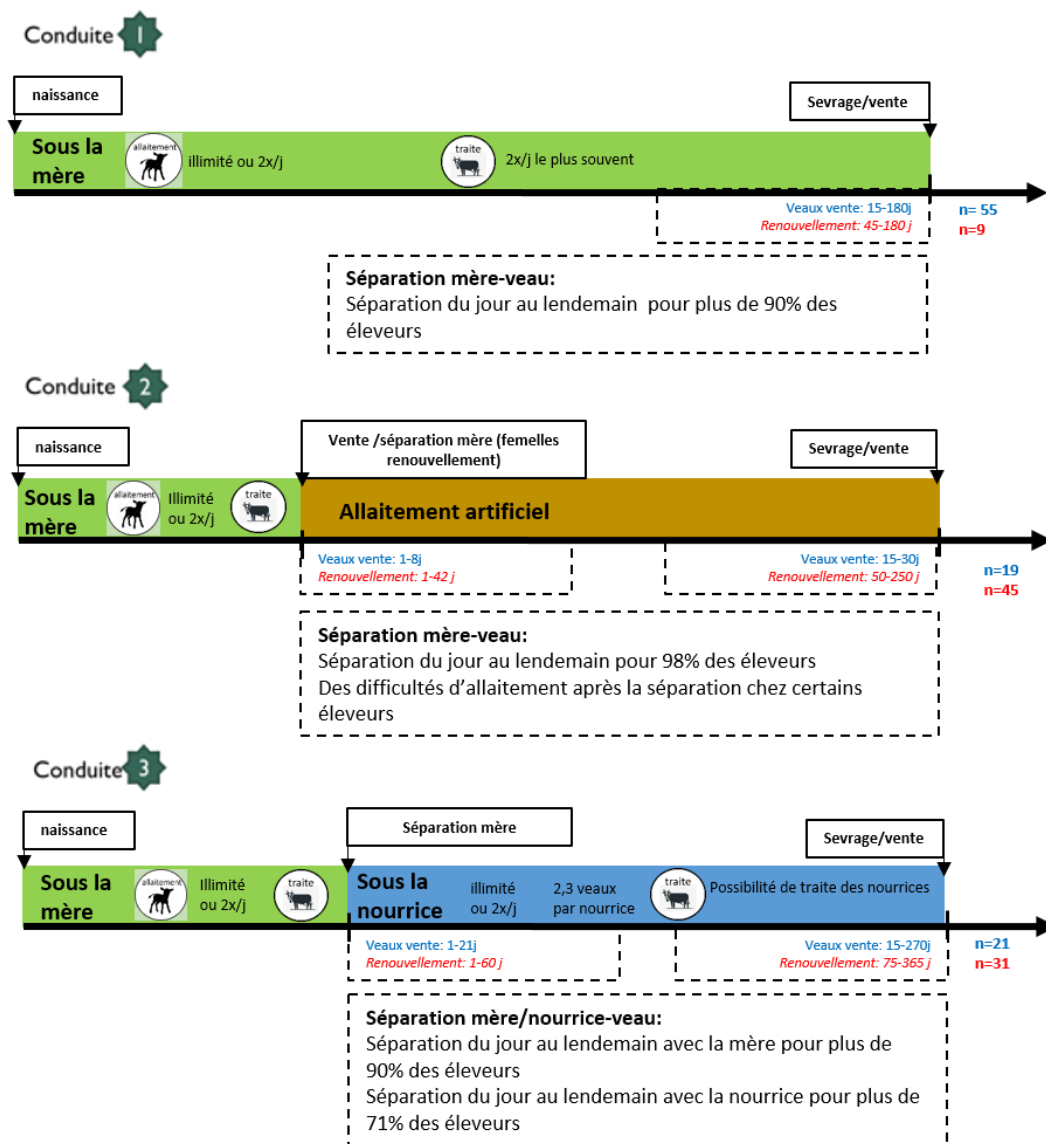 Conduite 1
naissance
Sevrage/vente
Sous la
mère
allaitement
illimité ou 2x/j
traite
2x/j le plus souvent
Veaux vente: 15-180j
Renouvellement: 45-180 j
n= 55
n=9
Séparation mère-veau:
Séparation du jour au lendemain pour plus de 90% des
éleveurs
Conduite 2
naissance
Vente /séparation mère (femelles
renouvellement)
Sevrage/vente
Sous la
mère
allaitement
Illimité
ou 2x/j
traite
Allaitement artificiel
Veaux vente: 1-8j
Renouvellement: 1-42 j
Veaux vente: 15-30j
Renouvellement: 50-250 j
n=19
n=45
Séparation mère-veau:
Séparation du jour au lendemain pour 98% des éleveurs
Des difficultés d’allaitement après la séparation chez certains
éleveurs
Conduite 3
naissance
Séparation mère
Sevrage/vente
Sous la
mère
allaitement
Illimité
ou 2x/j
traite
Sous la
nourrice
illimité
ou 2x/j
2,3 veaux
par nourrice
traite
Possibilité de traite des nourrices
Veaux vente: 1-21j
Renouvellement: 1-60 j
Veaux vente: 15-270j
Renouvellement: 75-365 j
n=21
n=31
Séparation mère/nourrice-veau:
Séparation du jour au lendemain avec la mère pour plus de
90% des éleveurs
Séparation du jour au lendemain avec la nourrice pour plus de
71% des éleveurs